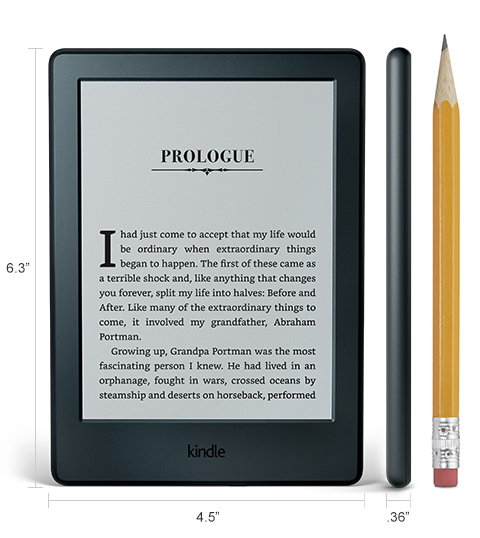 PROLOGUE
I had just come to accept that my life would
be ordinary when extraordinary things
began to happen. The first of these came as
a terrible shock and, like anything that changes
you forever, split my life into halves: Before and
After. Like many of the extraordinary things to
come, it involved my grandfather, Abraham
Portman.
Growing up, Grandpa Portman was the most
fascinating person I knew. He had lived in an
orphanage, fought in wars, crossed oceans by
steamship and deserts on horseback, performed
kindle
6.3"
4.5"
.36"